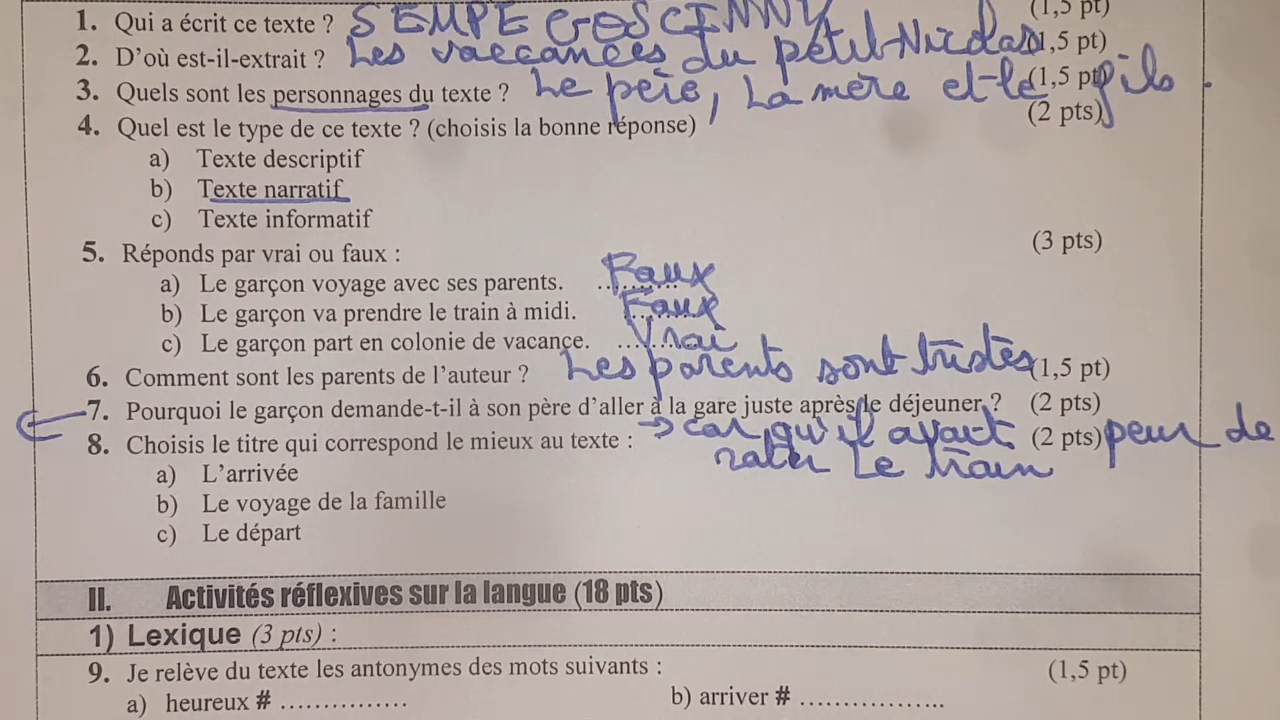 1. Qui a écrit ce texte ? SEMPE GOSCINNY (1,5 pt)
2. D'où est-il-extrait ? Les vaccances du petit-Nicolas (1,5 pt)
3. Quels sont les personnages du texte ? Le père, La mère et le fils. (1,5 pt)
4. Quel est le type de ce texte ? (choisis la bonne réponse) (2 pts)
a) Texte descriptif
b) Texte narratif
c) Texte informatif
5. Réponds par vrai ou faux : (3 pts)
a) Le garçon voyage avec ses parents. ......... Faux
b) Le garçon va prendre le train à midi. ......... Faux
c) Le garçon part en colonie de vacance. ......... Vrai
6. Comment sont les parents de l'auteur ? Les parents sont tristes (1,5 pt)
7. Pourquoi le garçon demande-t-il à son père d'aller à la gare juste après le déjeuner ? (2 pts)
8. Choisis le titre qui correspond le mieux au texte : (2 pts)
→ car qu'il avait peur de
rater Le train
a) L'arrivée
b) Le voyage de la famille
c) Le départ
II. Activités réflexives sur la langue (18 pts)
1) Lexique (3 pts) :
9. Je relève du texte les antonymes des mots suivants : (1,5 pt)
a) heureux # ............... b) arriver # .................